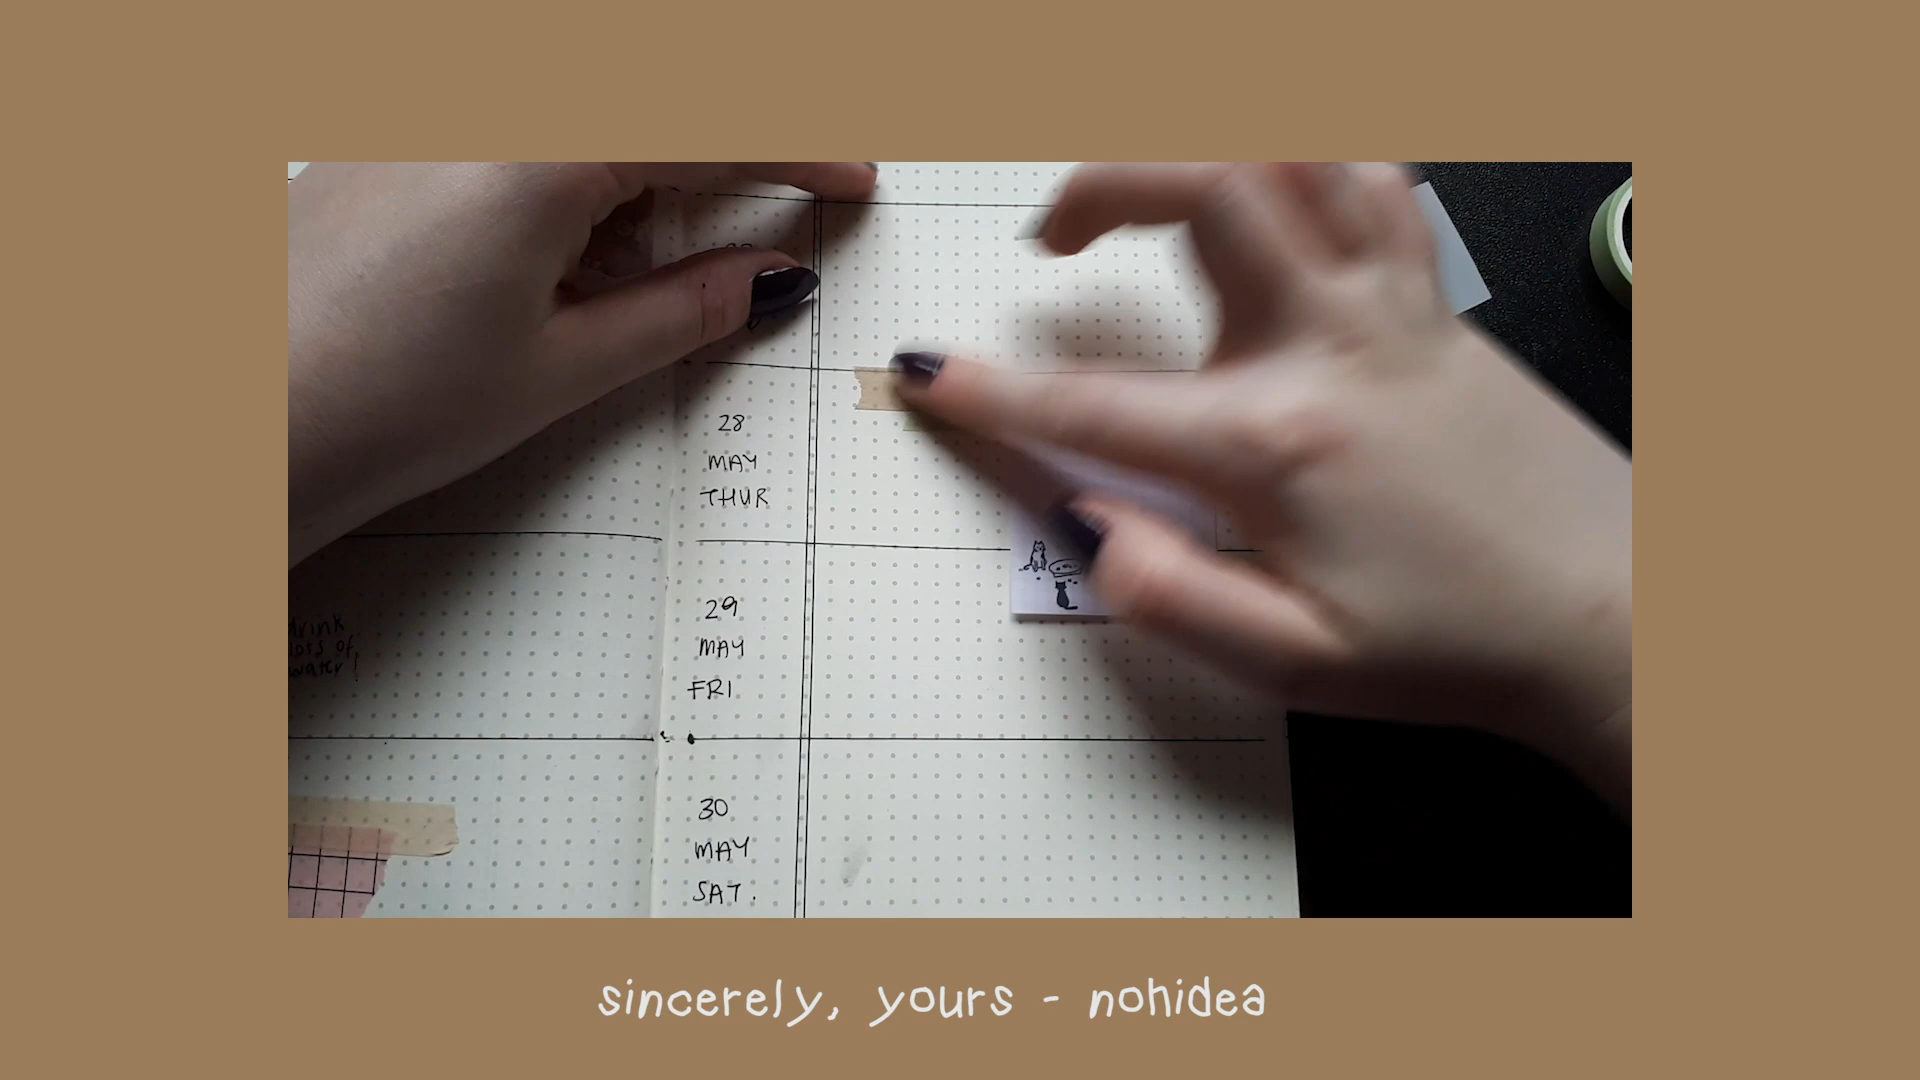 28
MAY
THUR
29
MAY
FRI
drink
lots of
water!
30
MAY
SAT.
sincerely, yours - nohidea